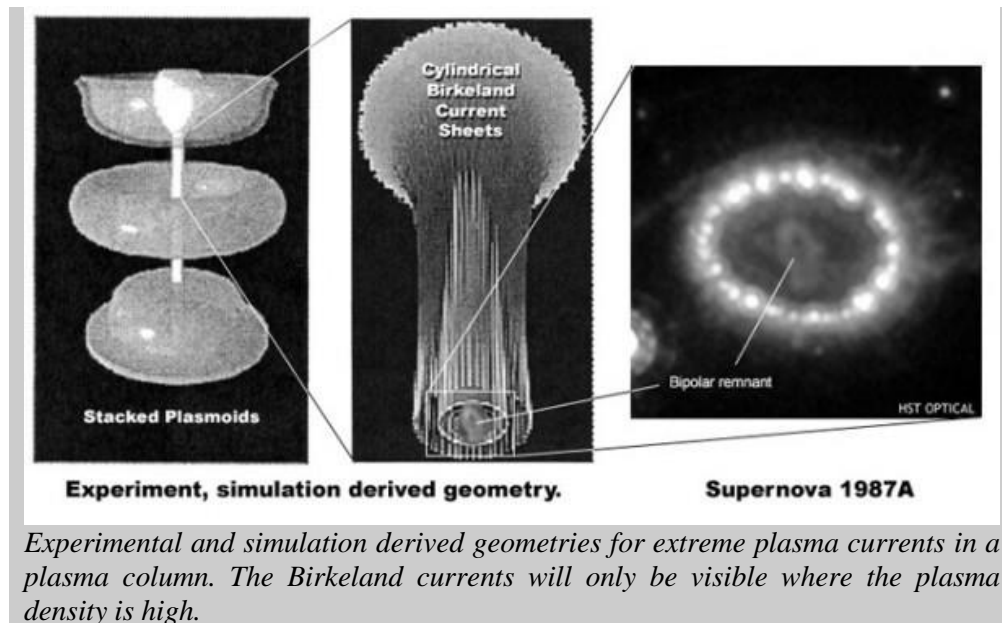 Cylindrical
Birkeland
Current
Sheets
Stacked Plasmoids
Bipolar remnant
HST OPTICAL
Experiment, simulation derived geometry.
Supernova 1987A
Experimental and simulation derived geometries for extreme plasma currents in a
plasma column. The Birkeland currents will only be visible where the plasma
density is high.